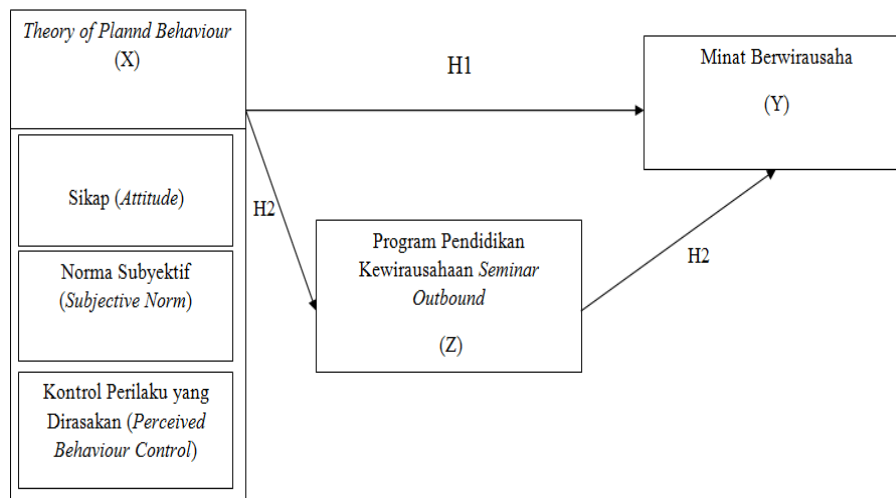 Theory of Plannd Behaviour
(X)
H1
Minat Berwirausaha
(Y)
Sikap (Attitude)
H2
Norma Subyektif
(Subjective Norm)
Program Pendidikan
Kewirausahaan Seminar
Outbound
(Z)
H2
Kontrol Perilaku yang
Dirasakan (Perceived
Behaviour Control)